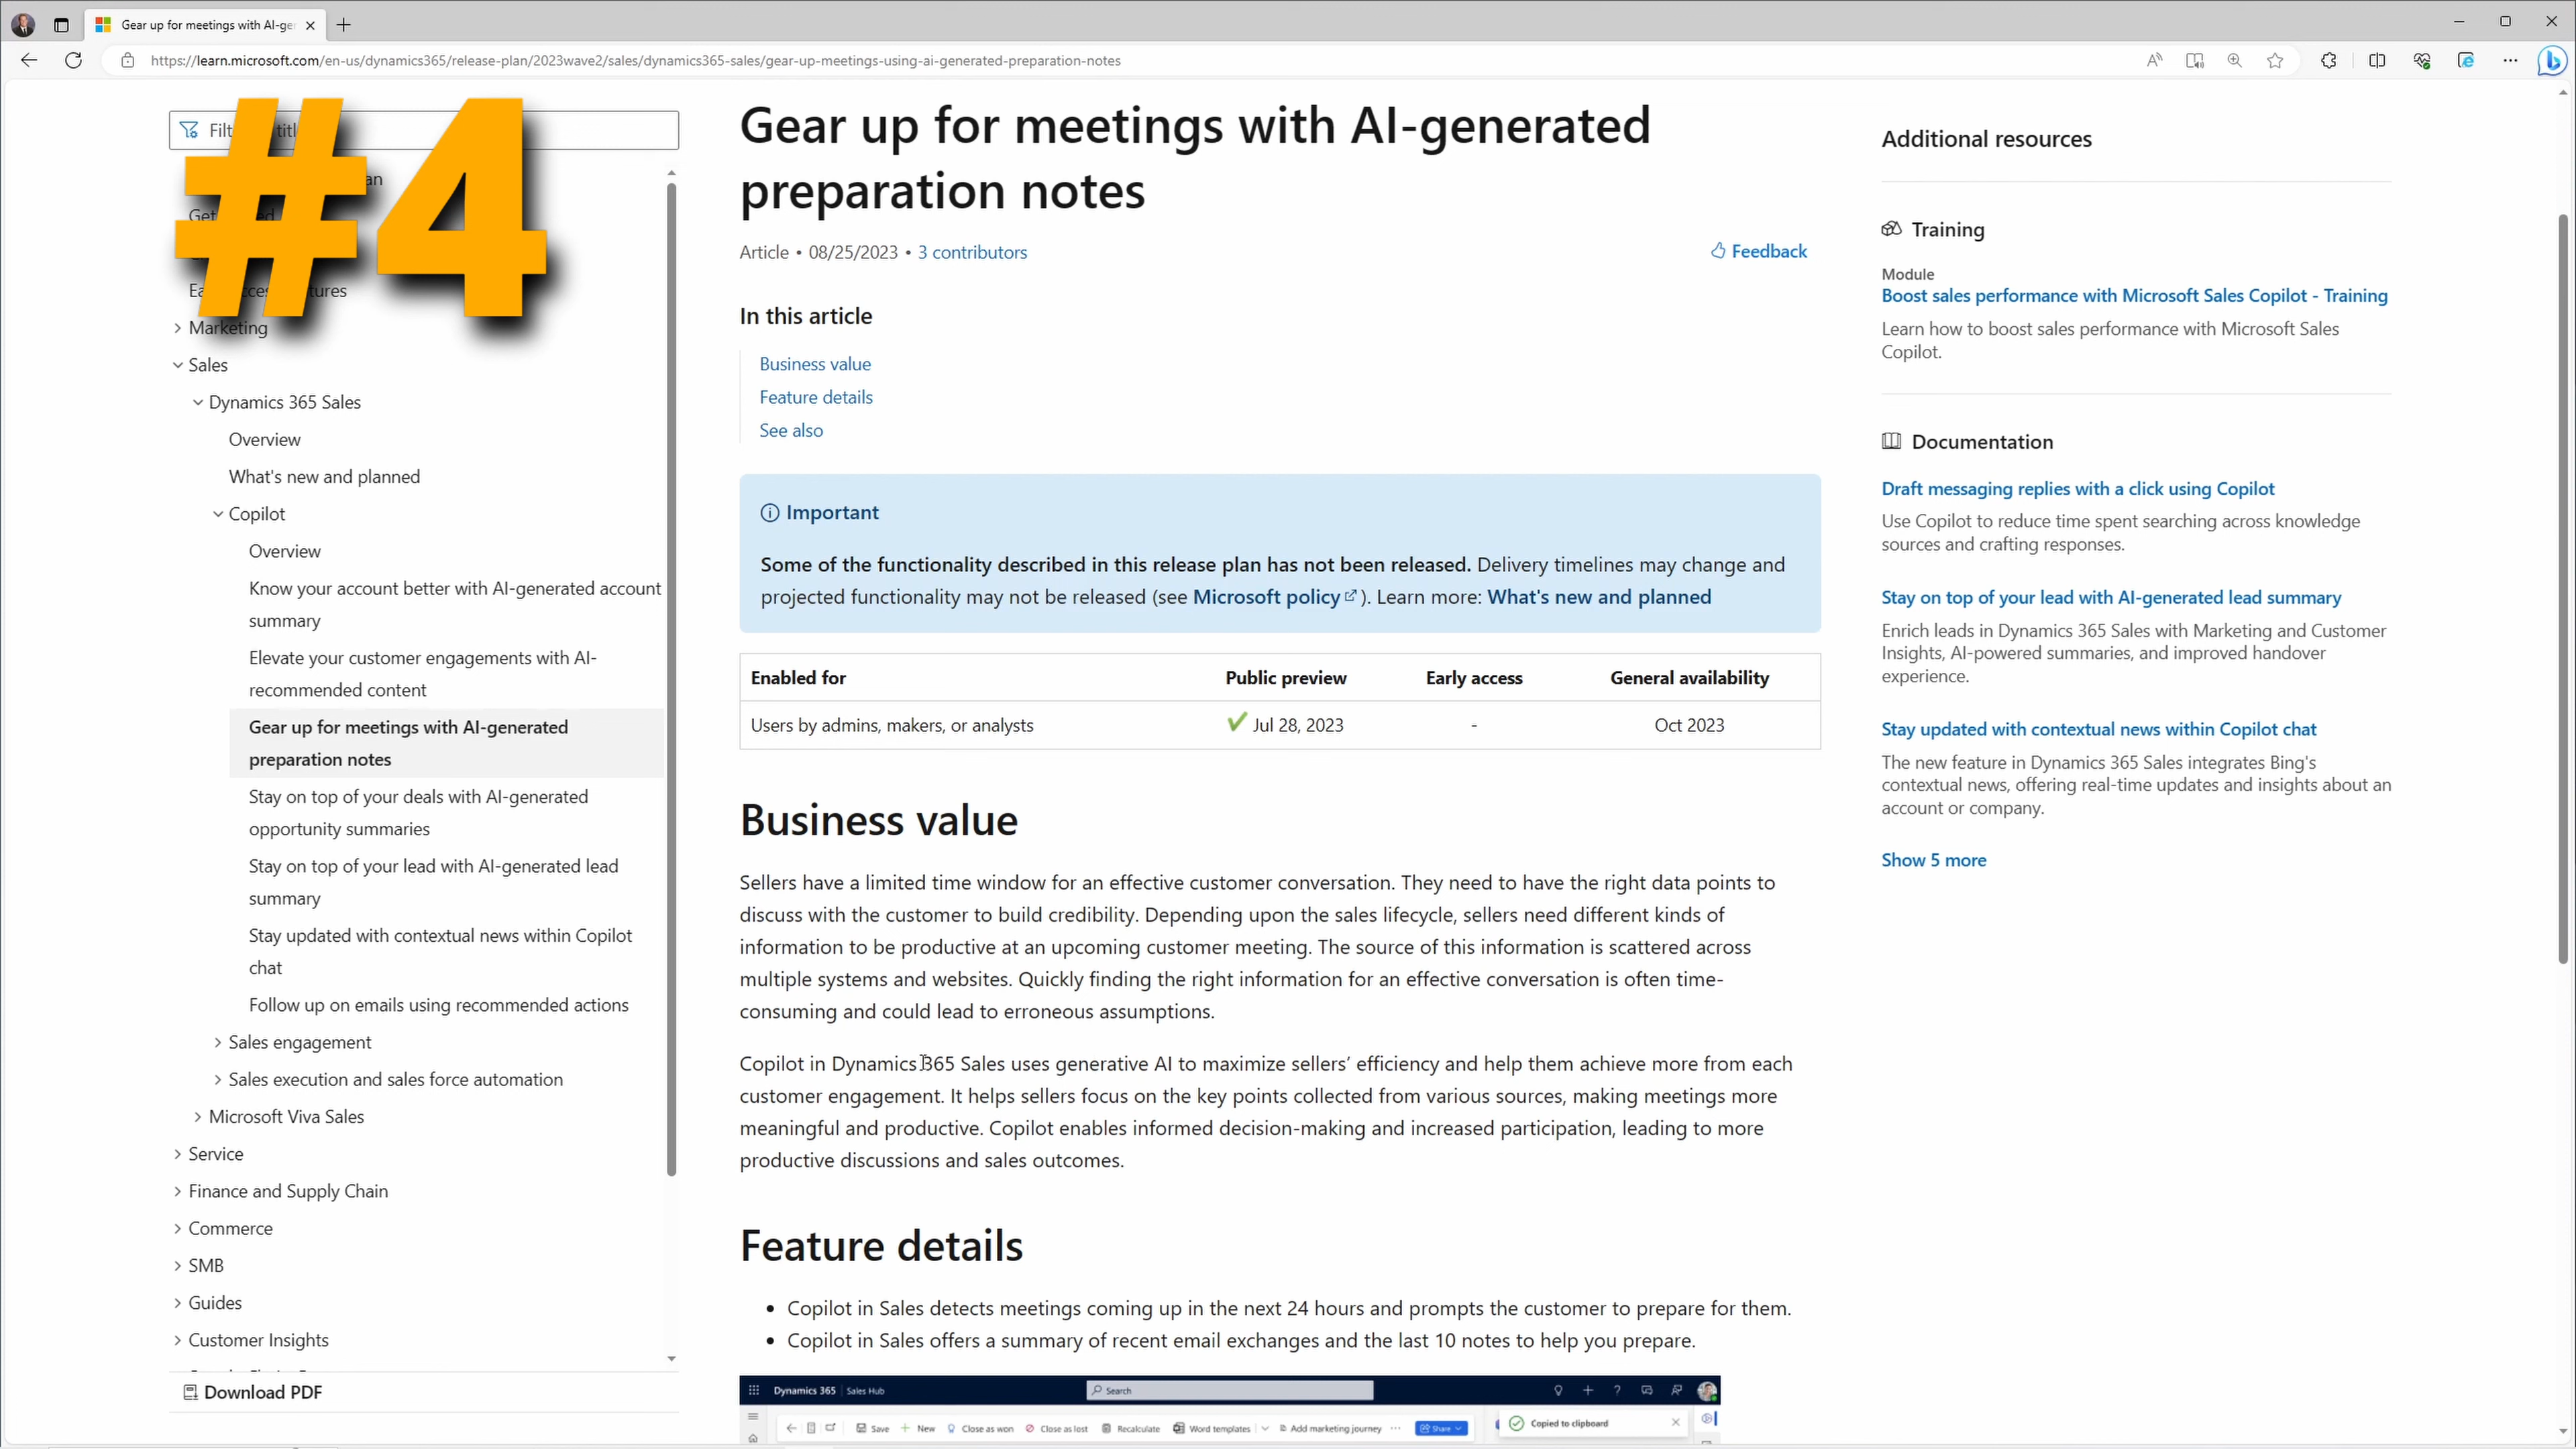 Gear up for meetings with AI-ger
https://learn.microsoft.com/en-us/dynamics365/release-plan/2023wave2/sales/dynamics365-sales/gear-up-meetings-using-ai-generated-preparation-notes
#4
Marketing
Sales
Dynamics 365 Sales
Overview
What's new and planned
Copilot
Overview
Know your account better with AI-generated account
summary
Elevate your customer engagements with AI-
recommended content
Gear up for meetings with AI-generated
preparation notes
Stay on top of your deals with AI-generated
opportunity summaries
Stay on top of your lead with AI-generated lead
summary
Stay updated with contextual news within Copilot
chat
Follow up on emails using recommended actions
Sales engagement
Sales execution and sales force automation
Microsoft Viva Sales
Service
Finance and Supply Chain
Commerce
SMB
Guides
Customer Insights
Download PDF
Gear up for meetings with AI-generated
preparation notes
Article • 08/25/2023 • 3 contributors
Feedback
In this article
Business value
Feature details
See also
Important
Some of the functionality described in this release plan has not been released. Delivery timelines may change and
projected functionality may not be released (see Microsoft policy ). Learn more: What's new and planned
Enabled for Public preview Early access General availability
Users by admins, makers, or analysts Jul 28, 2023 - Oct 2023
Business value
Sellers have a limited time window for an effective customer conversation. They need to have the right data points to
discuss with the customer to build credibility. Depending upon the sales lifecycle, sellers need different kinds of
information to be productive at an upcoming customer meeting. The source of this information is scattered across
multiple systems and websites. Quickly finding the right information for an effective conversation is often time-
consuming and could lead to erroneous assumptions.
Copilot in Dynamics 365 Sales uses generative AI to maximize sellers’ efficiency and help them achieve more from each
customer engagement. It helps sellers focus on the key points collected from various sources, making meetings more
meaningful and productive. Copilot enables informed decision-making and increased participation, leading to more
productive discussions and sales outcomes.
Feature details
• Copilot in Sales detects meetings coming up in the next 24 hours and prompts the customer to prepare for them.
• Copilot in Sales offers a summary of recent email exchanges and the last 10 notes to help you prepare.
Dynamics 365 Sales Hub Search
Save New Close as won Close as lost Recalculate Word templates Add marketing journey Share Copied to clipboard
Additional resources
Training
Module
Boost sales performance with Microsoft Sales Copilot - Training
Learn how to boost sales performance with Microsoft Sales
Copilot.
Documentation
Draft messaging replies with a click using Copilot
Use Copilot to reduce time spent searching across knowledge
sources and crafting responses.
Stay on top of your lead with AI-generated lead summary
Enrich leads in Dynamics 365 Sales with Marketing and Customer
Insights, AI-powered summaries, and improved handover
experience.
Stay updated with contextual news within Copilot chat
The new feature in Dynamics 365 Sales integrates Bing's
contextual news, offering real-time updates and insights about an
account or company.
Show 5 more